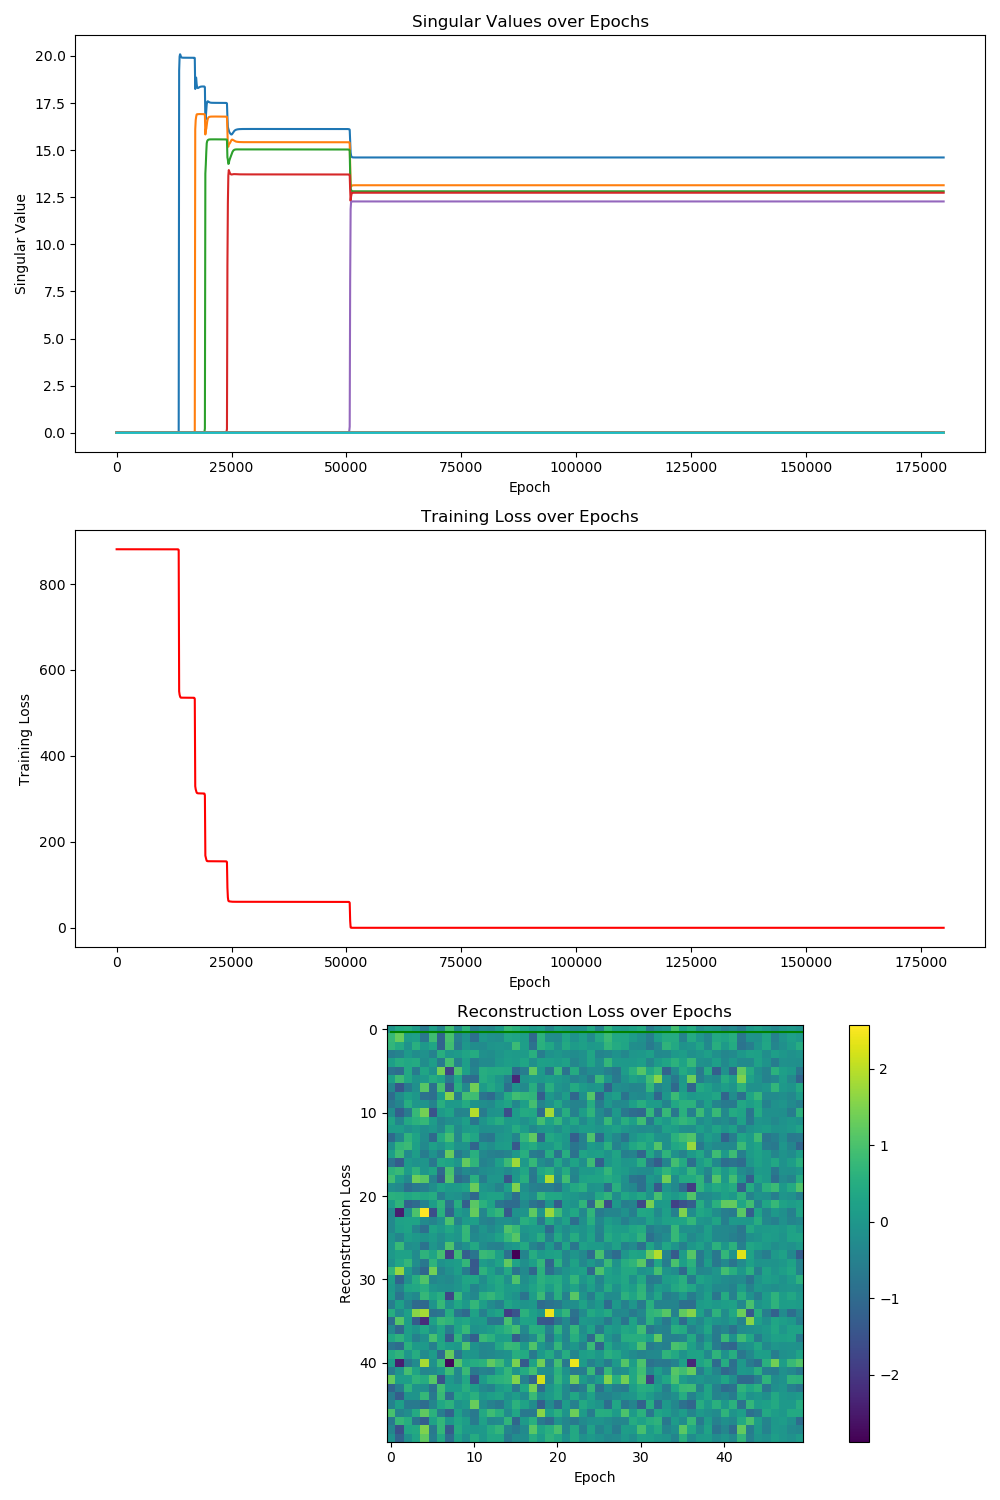 Singular Values over Epochs
20.0
17.5
15.0
12.5
10.0
7.5
5.0
2.5
0.0
Singular Value
0 25000 50000 75000 100000 125000 150000 175000
Epoch
Training Loss over Epochs
800
600
400
200
0
Training Loss
0 25000 50000 75000 100000 125000 150000 175000
Epoch
Reconstruction Loss over Epochs
0
10
20
30
40
Reconstruction Loss
0 10 20 30 40
Epoch
2
1
0
−1
−2